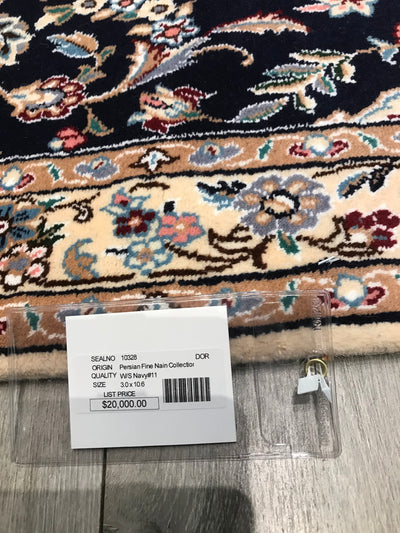 SEALNO 10328 DOR
ORIGIN Persian Fine Nain Collector
QUALITY W/S Navy#11
SIZE 3.0 x 10.6
LIST PRICE
$20,000.00